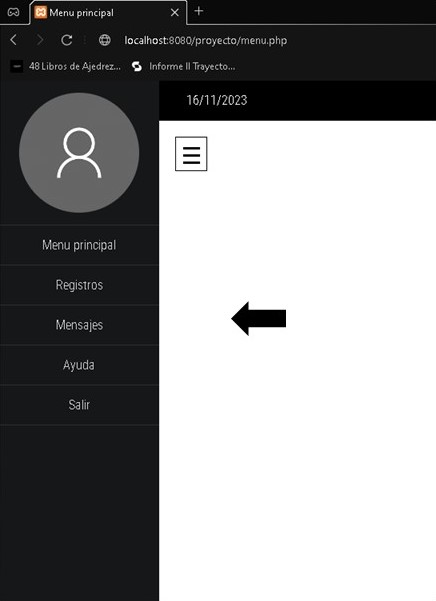 Menu principal
localhost:8080/proyecto/menu.php
48 Libros de Ajedrez... Informe II Trayecto...
16/11/2023
Menu principal
Registros
Mensajes
Ayuda
Salir